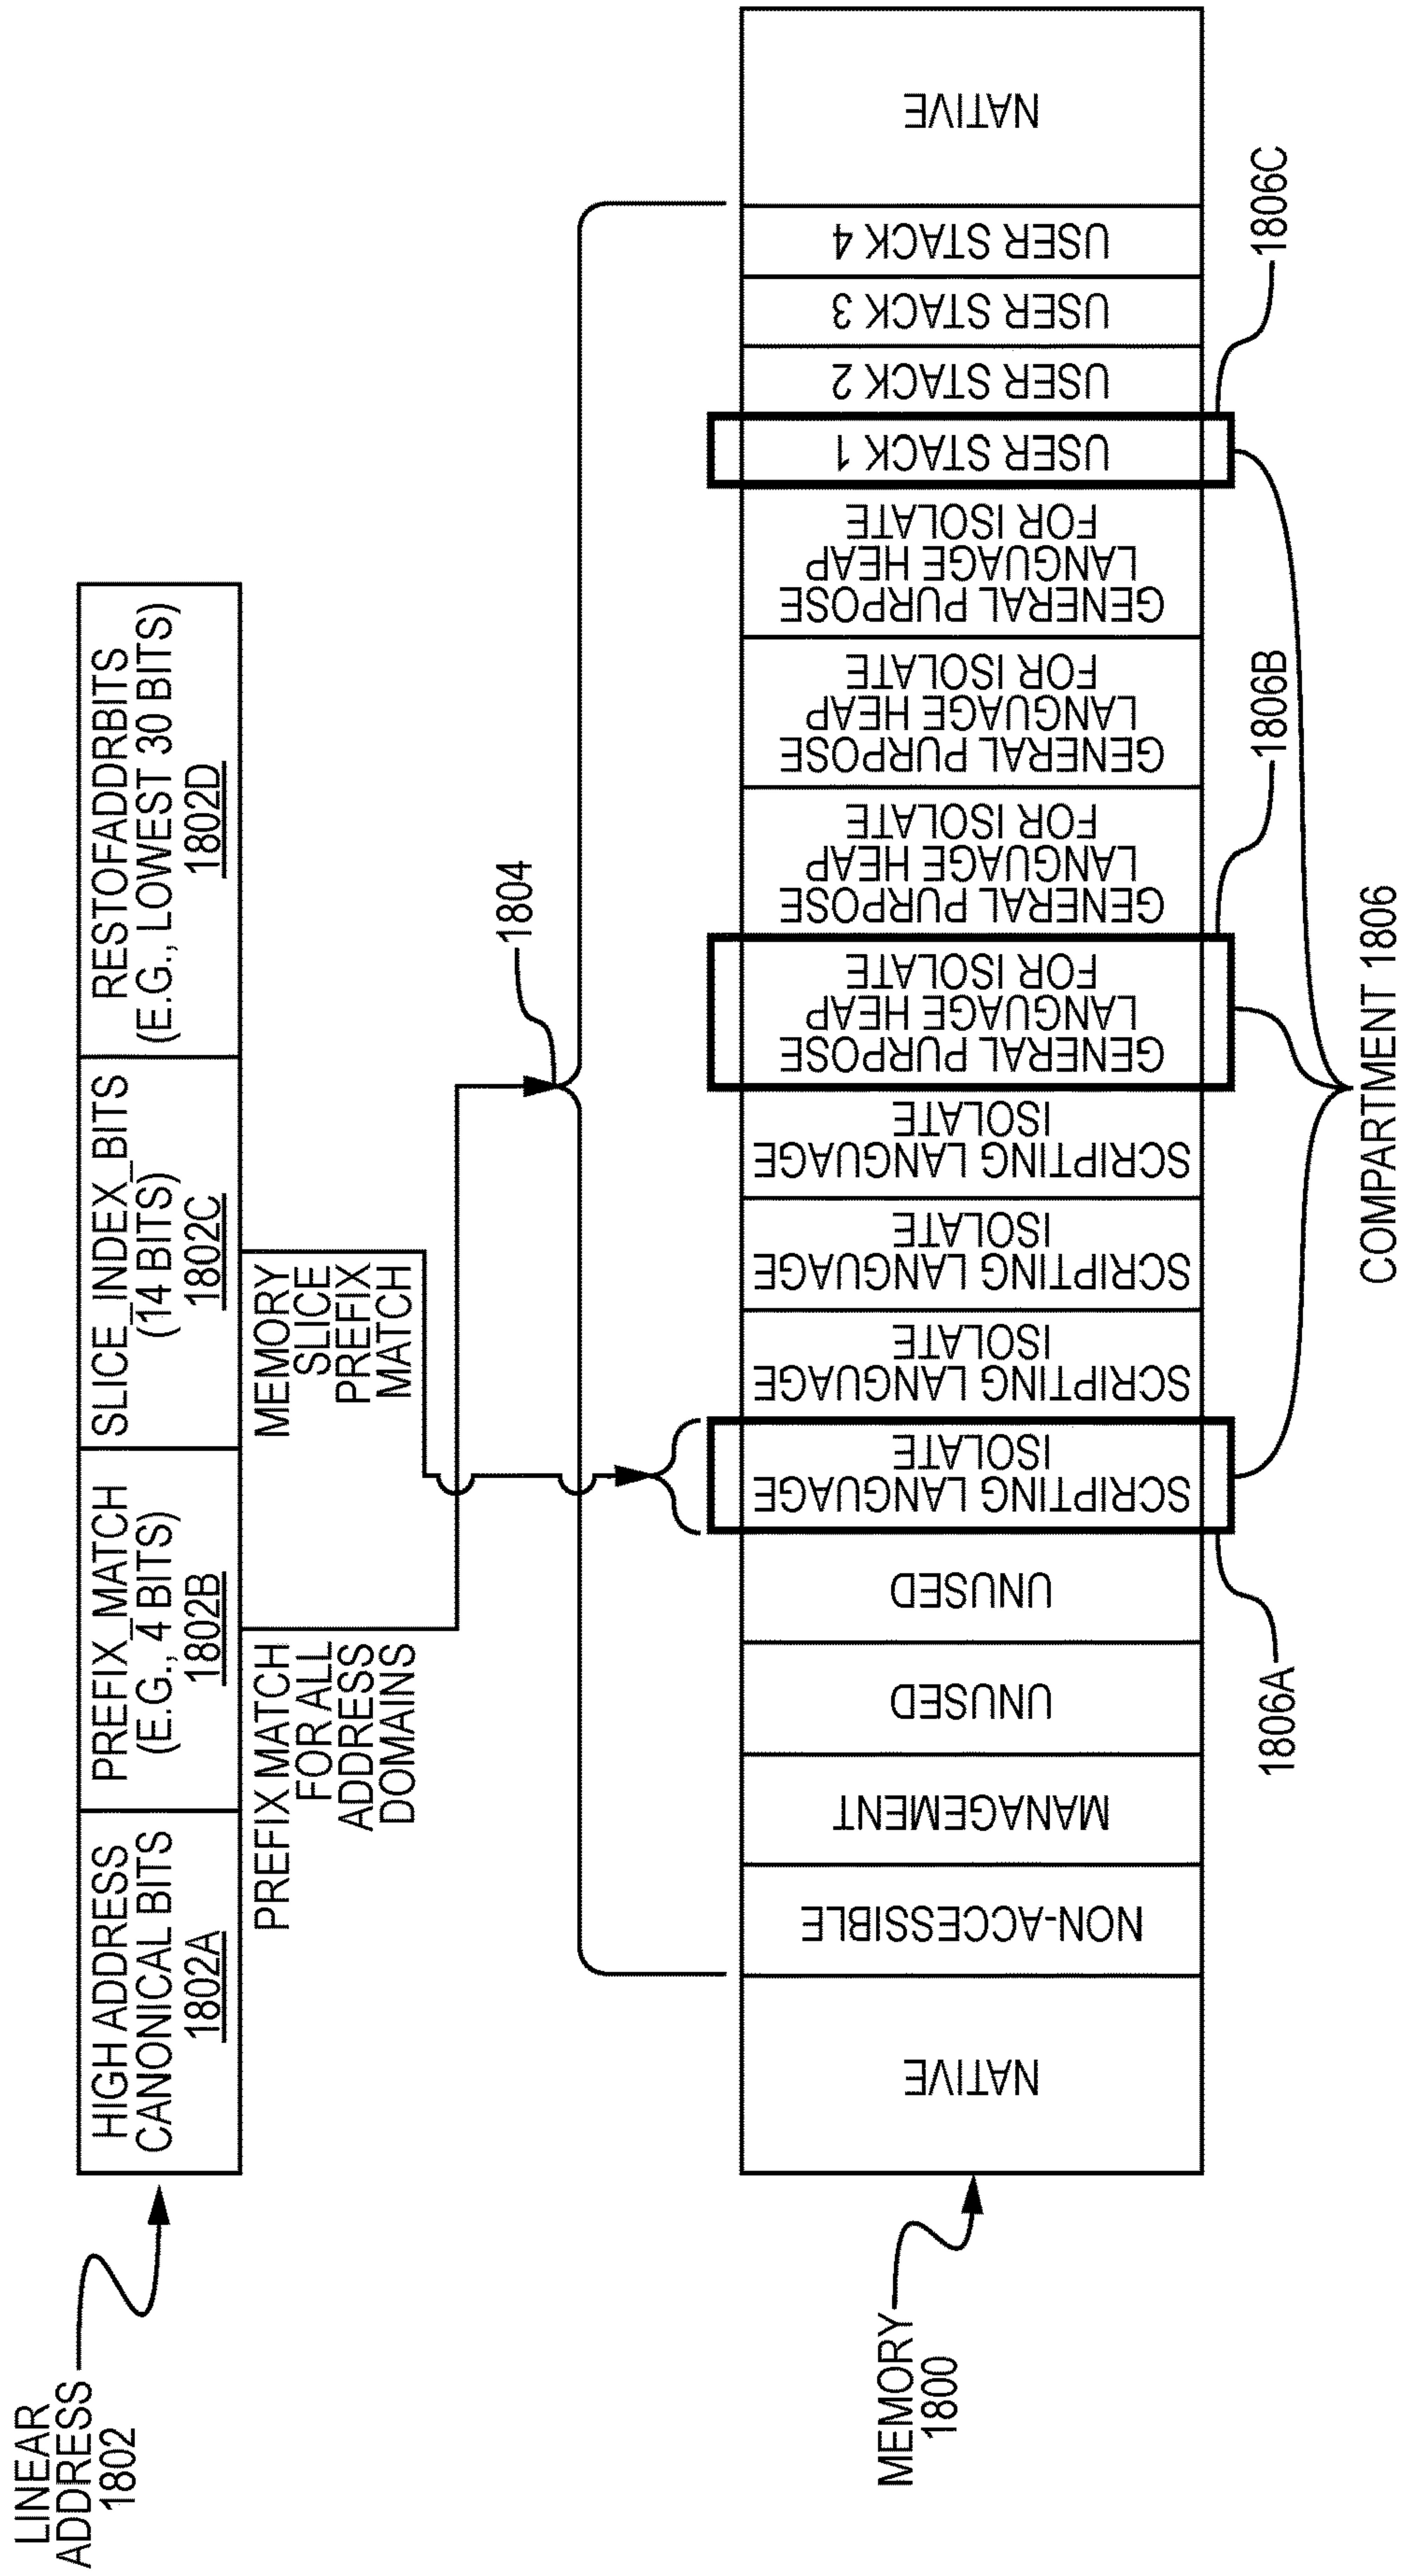 LINEAR
ADDRESS
1802
HIGH ADDRESS
CANONICAL BITS
1802A
PREFIX_MATCH
(E.G., 4 BITS)
1802B
SLICE_INDEX_BITS
(14 BITS)
1802C
RESTOFADDRBITS
(E.G., LOWEST 30 BITS)
1802D
PREFIX MATCH
FOR ALL
ADDRESS
DOMAINS
MEMORY
SLICE
PREFIX
MATCH
1804
MEMORY
1800
NATIVE
NON-ACCESSIBLE
MANAGEMENT
UNUSED
UNUSED
SCRIPTING LANGUAGE
ISOLATE
SCRIPTING LANGUAGE
ISOLATE
SCRIPTING LANGUAGE
ISOLATE
SCRIPTING LANGUAGE
ISOLATE
GENERAL PURPOSE
LANGUAGE HEAP
FOR ISOLATE
GENERAL PURPOSE
LANGUAGE HEAP
FOR ISOLATE
GENERAL PURPOSE
LANGUAGE HEAP
FOR ISOLATE
GENERAL PURPOSE
LANGUAGE HEAP
FOR ISOLATE
USER STACK 1
USER STACK 2
USER STACK 3
USER STACK 4
NATIVE
1806A
1806B
1806C
COMPARTMENT 1806